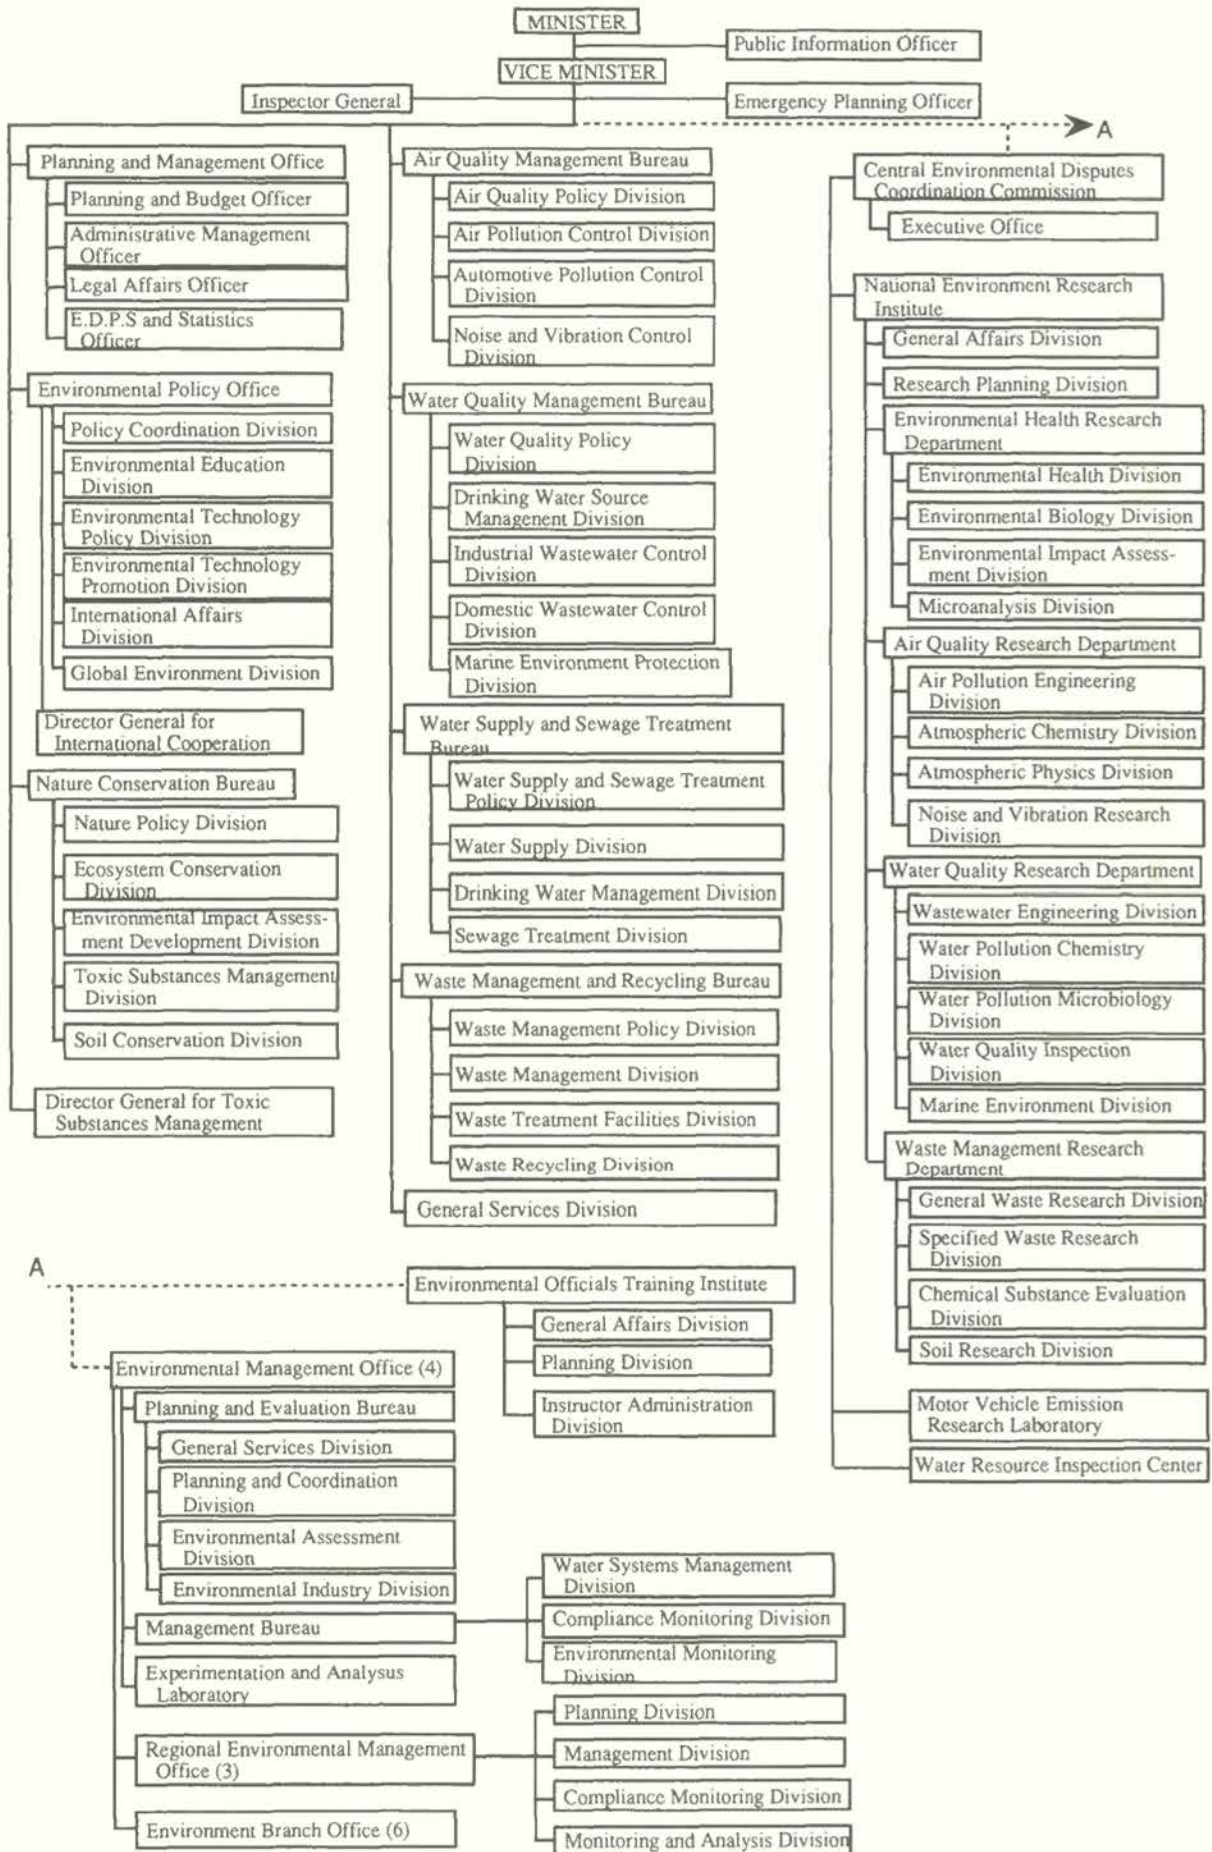 MINISTER
Public Information Officer
VICE MINISTER
Inspector General
Emergency Planning Officer
A
Planning and Management Office
Planning and Budget Officer
Administrative Management
Officer
Legal Affairs Officer
E.D.P.S and Statistics
Officer
Environmental Policy Office
Policy Coordination Division
Environmental Education
Division
Environmental Technology
Policy Division
Environmental Technology
Promotion Division
International Affairs
Division
Global Environment Division
Director General for
International Cooperation
Nature Conservation Bureau
Nature Policy Division
Ecosystem Conservation
Division
Environmental Impact Assess-
ment Development Division
Toxic Substances Management
Division
Soil Conservation Division
Director General for Toxic
Substances Management
Air Quality Management Bureau
Air Quality Policy Division
Air Pollution Control Division
Automotive Pollution Control
Division
Noise and Vibration Control
Division
Water Quality Management Bureau
Water Quality Policy
Division
Drinking Water Source
Managenent Division
Industrial Wastewater Control
Division
Domestic Wastewater Control
Division
Marine Environment Protection
Division
Water Supply and Sewage Treatment
Bureau
Water Supply and Sewage Treatment
Policy Division
Water Supply Division
Drinking Water Management Division
Sewage Treatment Division
Waste Management and Recycling Bureau
Waste Management Policy Division
Waste Management Division
Waste Treatment Facilities Division
Waste Recycling Division
General Services Division
Central Environmental Disputes
Coordination Commission
Executive Office
National Environment Research
Institute
General Affairs Division
Research Planning Division
Environmental Health Research
Department
Environmental Health Division
Environmental Biology Division
Environmental Impact Assess-
ment Division
Microanalysis Division
Air Quality Research Department
Air Pollution Engineering
Division
Atmospheric Chemistry Division
Atmospheric Physics Division
Noise and Vibration Research
Division
Water Quality Research Department
Wastewater Engineering Division
Water Pollution Chemistry
Division
Water Pollution Microbiology
Division
Water Quality Inspection
Division
Marine Environment Division
Waste Management Research
Department
General Waste Research Division
Specified Waste Research
Division
Chemical Substance Evaluation
Division
Soil Research Division
Motor Vehicle Emission
Research Laboratory
Water Resource Inspection Center
A
Environmental Officials Training Institute
General Affairs Division
Planning Division
Instructor Administration
Division
Environmental Management Office (4)
Planning and Evaluation Bureau
General Services Division
Planning and Coordination
Division
Environmental Assessment
Division
Environmental Industry Division
Management Bureau
Water Systems Management
Division
Compliance Monitoring Division
Environmental Monitoring
Division
Experimentation and Analysus
Laboratory
Regional Environmental Management
Office (3)
Planning Division
Management Division
Compliance Monitoring Division
Monitoring and Analysis Division
Environment Branch Office (6)